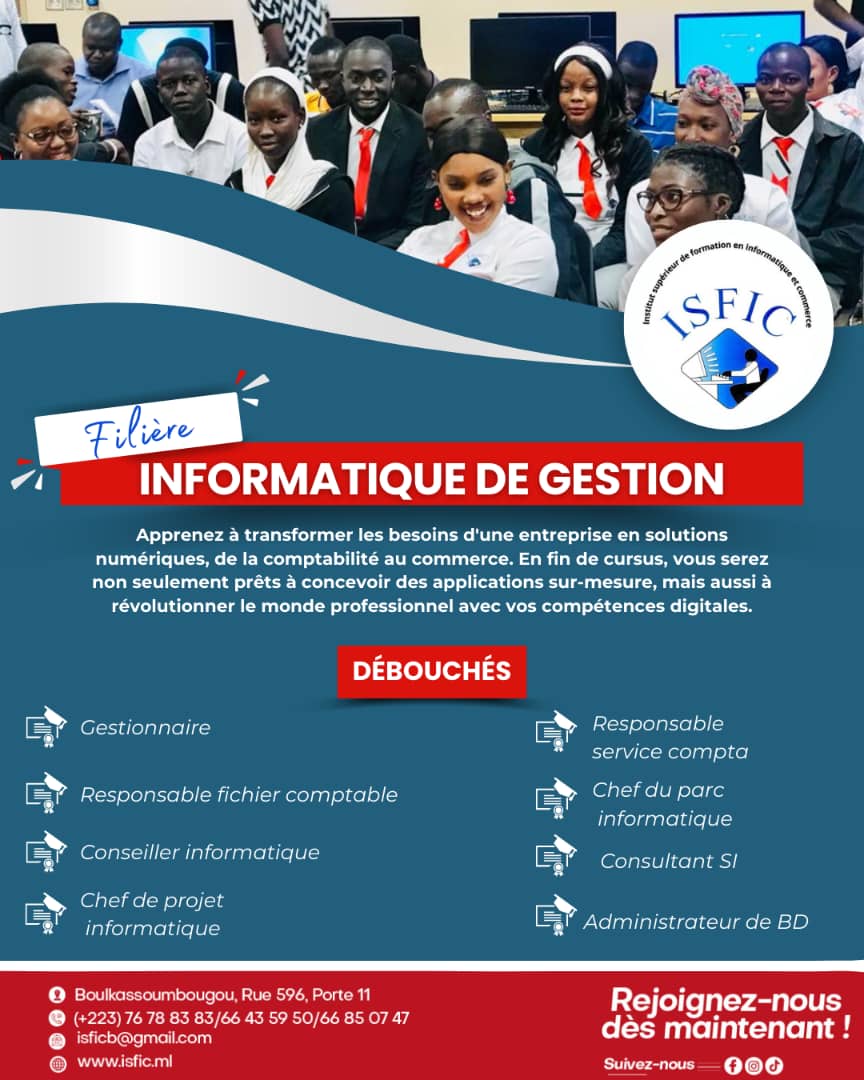 Institut supérieur de formation en informatique et commerce
ISFIC
Filière
INFORMATIQUE DE GESTION
Apprenez à transformer les besoins d'une entreprise en solutions
numériques, de la comptabilité au commerce. En fin de cursus, vous serez
non seulement prêts à concevoir des applications sur-mesure, mais aussi à
révolutionner le monde professionnel avec vos compétences digitales.
DÉBOUCHÉS
Gestionnaire
Responsable fichier comptable
Conseiller informatique
Chef de projet
informatique
Responsable
service compta
Chef du parc
informatique
Consultant SI
Administrateur de BD
Boulkassoumbougou, Rue 596, Porte 11
(+223) 76 78 83 83/66 43 59 50/66 85 07 47
isficb@gmail.com
www.isfic.ml
Rejoignez-nous
dès maintenant !
Suivez-nous